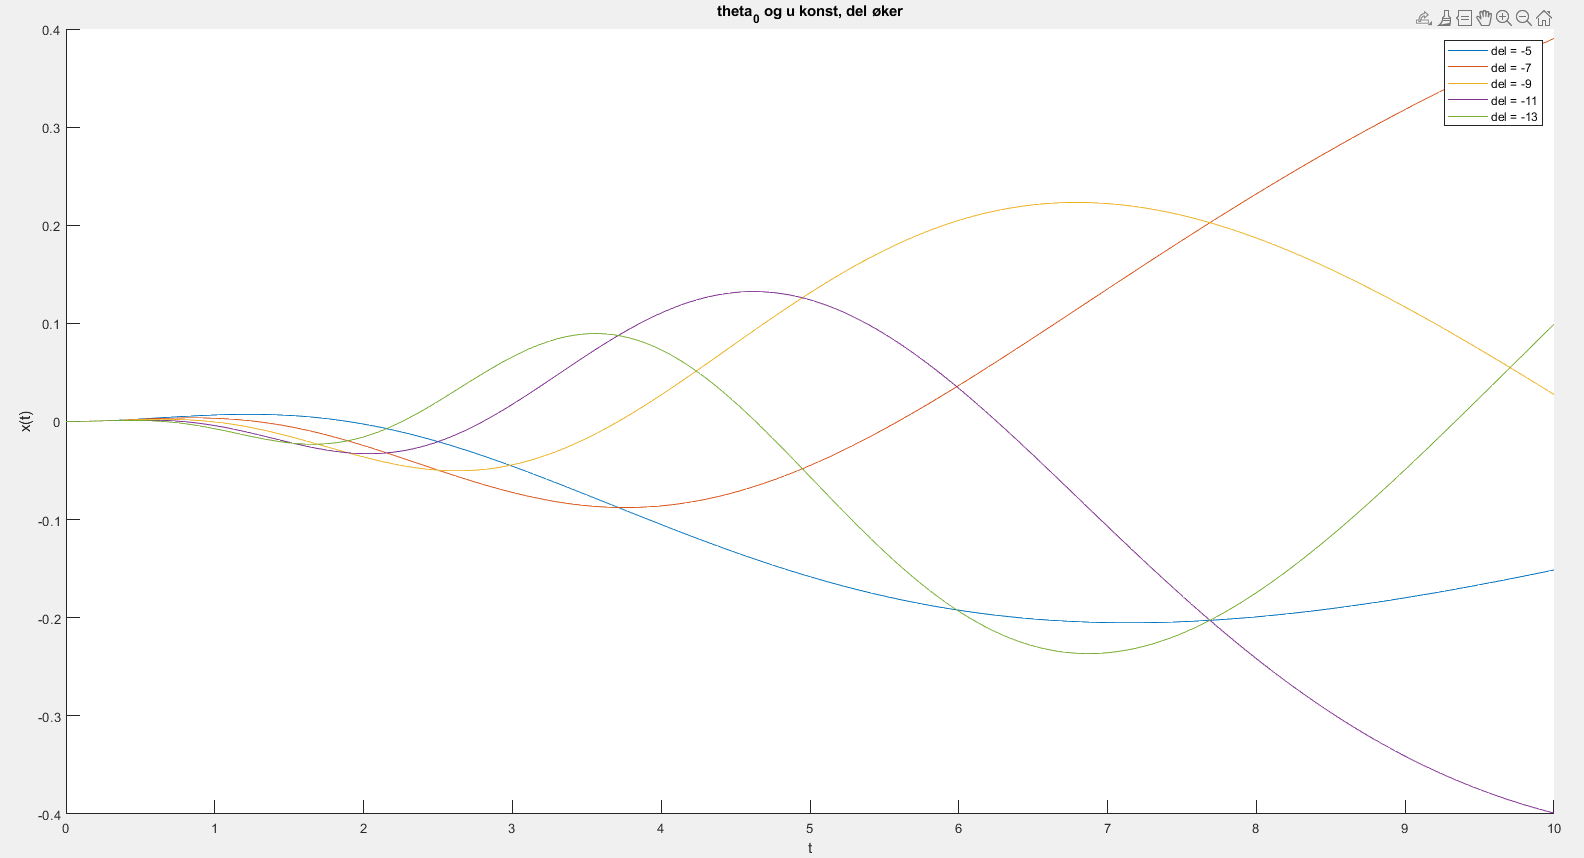 theta0 og u konst, del øker
del = -5
del = -7
del = -9
del = -11
del = -13
0.4
0.3
0.2
0.1
0
-0.1
-0.2
-0.3
-0.4
x(t)
0 1 2 3 4 5 6 7 8 9 10
t